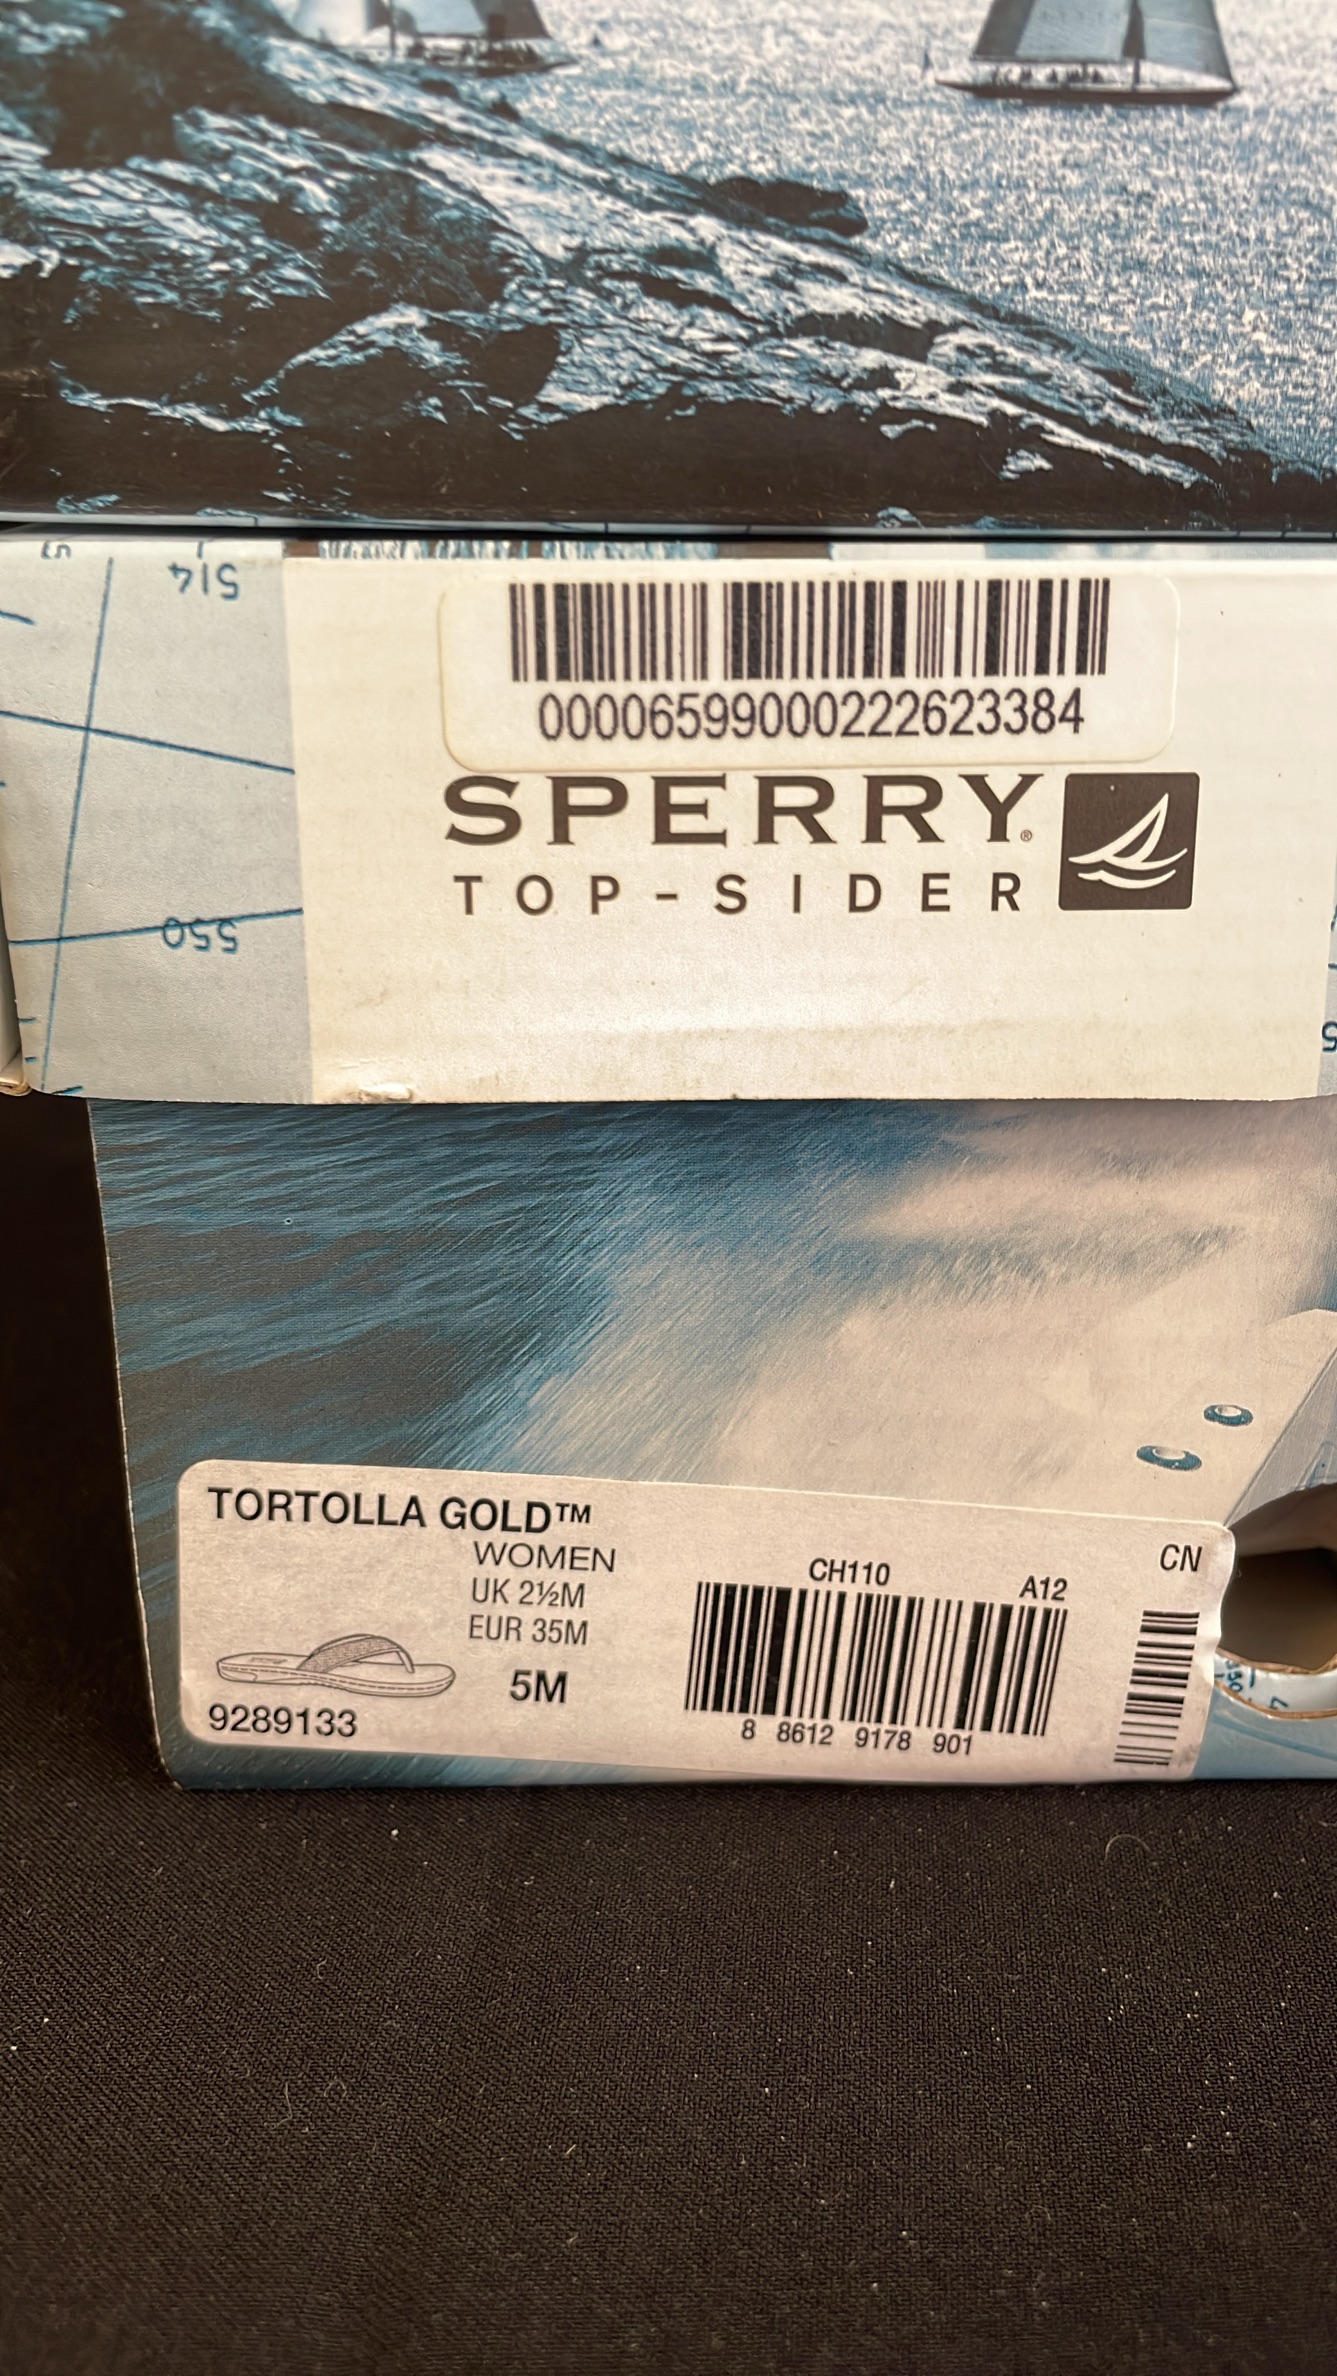 514
00006599000222623384
SPERRY®
TOP-SIDER
550
TORTOLLA GOLD™
WOMEN
UK 2½M
EUR 35M
5M
9289133
CH110
A12
8 8612 9178 901
CN